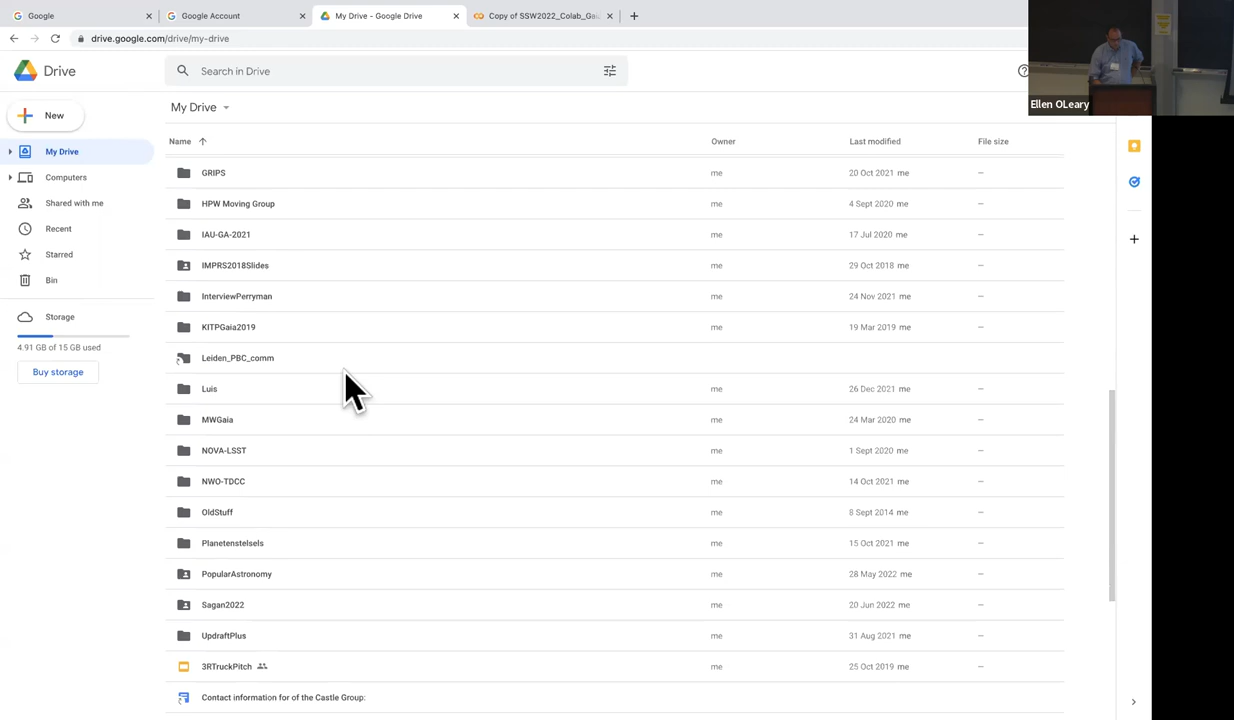 Google
Google Account
My Drive - Google Drive
Copy of SSW2022_Colab_Gau
drive.google.com/drive/my-drive
Drive
Search in Drive
Ellen OLeary
New
My Drive
My Drive
Computers
Shared with me
Recent
Starred
Bin
Storage
4.91 GB of 15 GB used
Buy storage
Name Owner Last modified File size
GRIPS me 20 Oct 2021 me –
HPW Moving Group me 4 Sept 2020 me –
IAU-GA-2021 me 17 Jul 2020 me –
IMPRS2018Slides me 29 Oct 2018 me –
InterviewPerryman me 24 Nov 2021 me –
KITPGaia2019 me 19 Mar 2019 me –
Leiden_PBC_comm
Luis me 26 Dec 2021 me –
MWGaia me 24 Mar 2020 me –
NOVA-LSST me 1 Sept 2020 me –
NWO-TDCC me 14 Oct 2021 me –
OldStuff me 8 Sept 2014 me –
Planetenstelsels me 15 Oct 2021 me –
PopularAstronomy me 28 May 2022 me –
Sagan2022 me 20 Jun 2022 me –
UpdraftPlus me 31 Aug 2021 me –
3RTruckPitch me 25 Oct 2019 me –
Contact information for of the Castle Group: